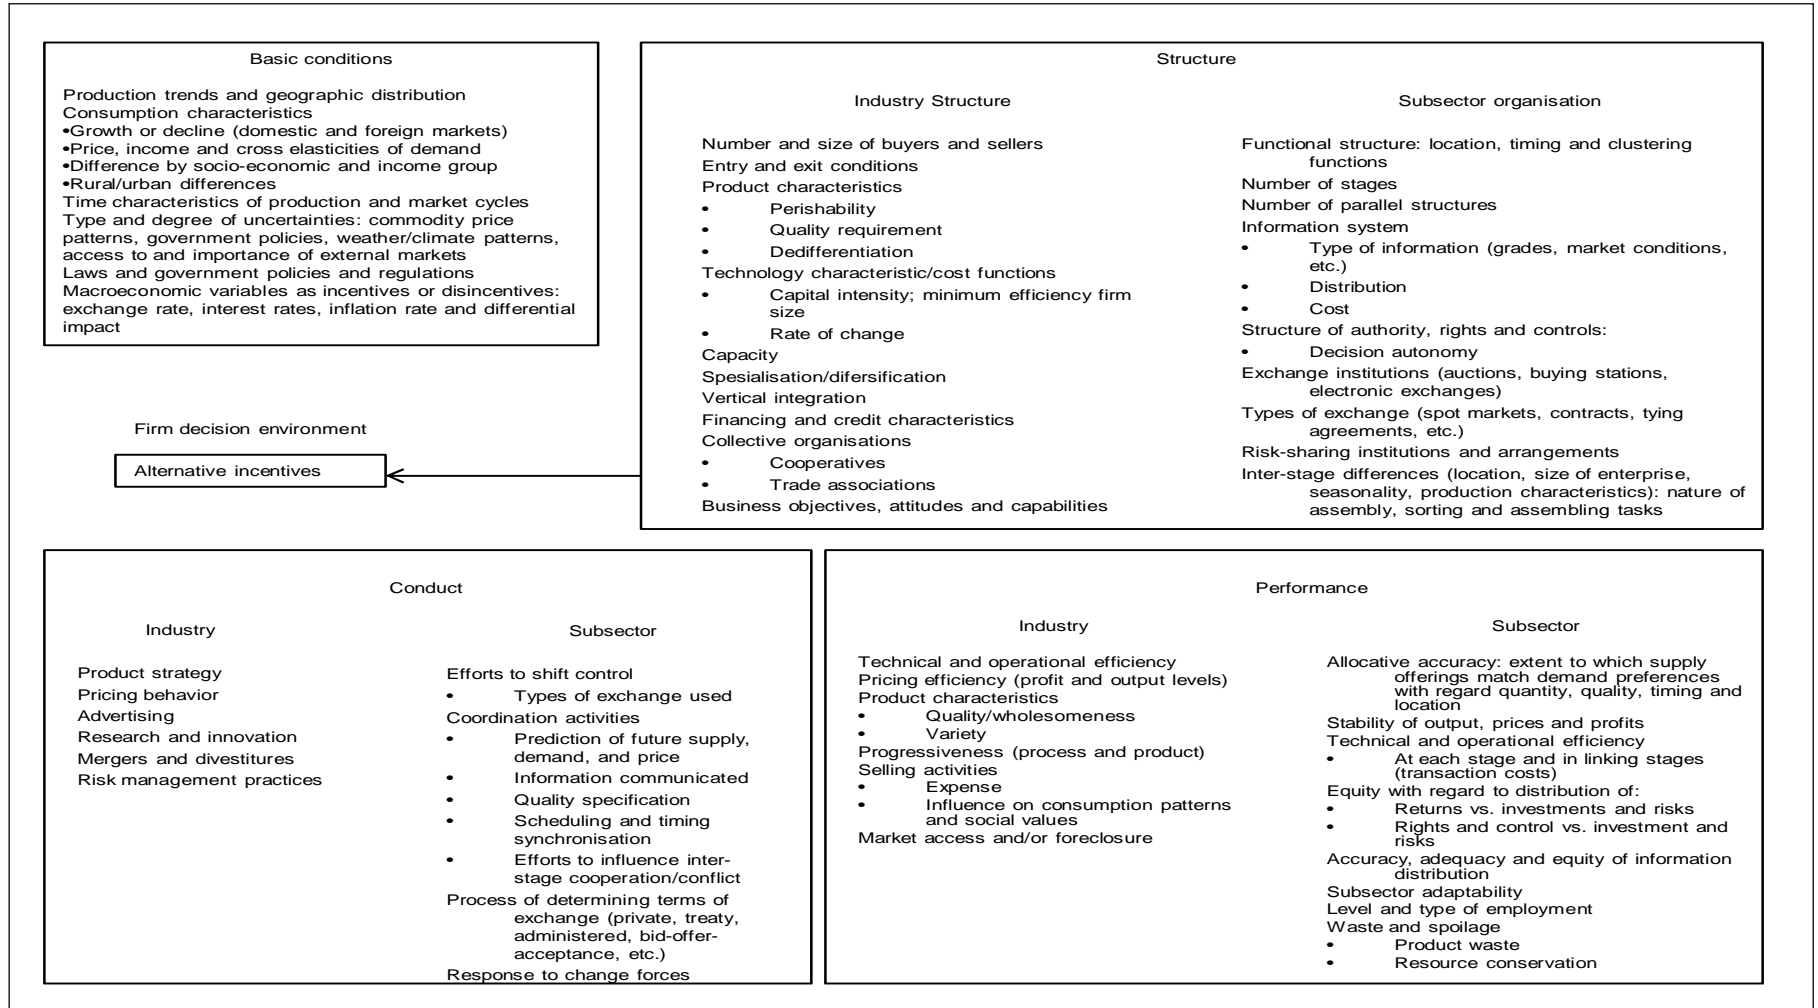 Basic conditions
Production trends and geographic distribution
Consumption characteristics
•Growth or decline (domestic and foreign markets)
•Price, income and cross elasticities of demand
•Difference by socio-economic and income group
•Rural/urban differences
Time characteristics of production and market cycles
Type and degree of uncertainties: commodity price
patterns, government policies, weather/climate patterns,
access to and importance of external markets
Laws and government policies and regulations
Macroeconomic variables as incentives or disincentives:
exchange rate, interest rates, inflation rate and differential
impact
Structure
Industry Structure
Number and size of buyers and sellers
Entry and exit conditions
Product characteristics
• Perishability
• Quality requirement
• Dedifferentiation
Technology characteristic/cost functions
• Capital intensity; minimum efficiency firm
size
• Rate of change
Capacity
Spesialisation/difersification
Vertical integration
Financing and credit characteristics
Collective organisations
• Cooperatives
• Trade associations
Business objectives, attitudes and capabilities
Subsector organisation
Functional structure: location, timing and clustering
functions
Number of stages
Number of parallel structures
Information system
• Type of information (grades, market conditions,
etc.)
• Distribution
• Cost
Structure of authority, rights and controls:
• Decision autonomy
Exchange institutions (auctions, buying stations,
electronic exchanges)
Types of exchange (spot markets, contracts, tying
agreements, etc.)
Risk-sharing institutions and arrangements
Inter-stage differences (location, size of enterprise,
seasonality, production characteristics): nature of
assembly, sorting and assembling tasks
Firm decision environment
Alternative incentives
Conduct
Industry
Product strategy
Pricing behavior
Advertising
Research and innovation
Mergers and divestitures
Risk management practices
Subsector
Efforts to shift control
• Types of exchange used
Coordination activities
• Prediction of future supply,
demand, and price
• Information communicated
• Quality specification
• Scheduling and timing
synchronisation
• Efforts to influence inter-
stage cooperation/conflict
Process of determining terms of
exchange (private, treaty,
administered, bid-offer-
acceptance, etc.)
Response to change forces
Performance
Industry
Technical and operational efficiency
Pricing efficiency (profit and output levels)
Product characteristics
• Quality/wholesomeness
• Variety
Progressiveness (process and product)
Selling activities
• Expense
• Influence on consumption patterns
and social values
Market access and/or foreclosure
Subsector
Allocative accuracy: extent to which supply
offerings match demand preferences
with regard quantity, quality, timing and
location
Stability of output, prices and profits
Technical and operational efficiency
• At each stage and in linking stages
(transaction costs)
Equity with regard to distribution of:
• Returns vs. investments and risks
• Rights and control vs. investment and
risks
Accuracy, adequacy and equity of information
distribution
Subsector adaptability
Level and type of employment
Waste and spoilage
• Product waste
• Resource conservation